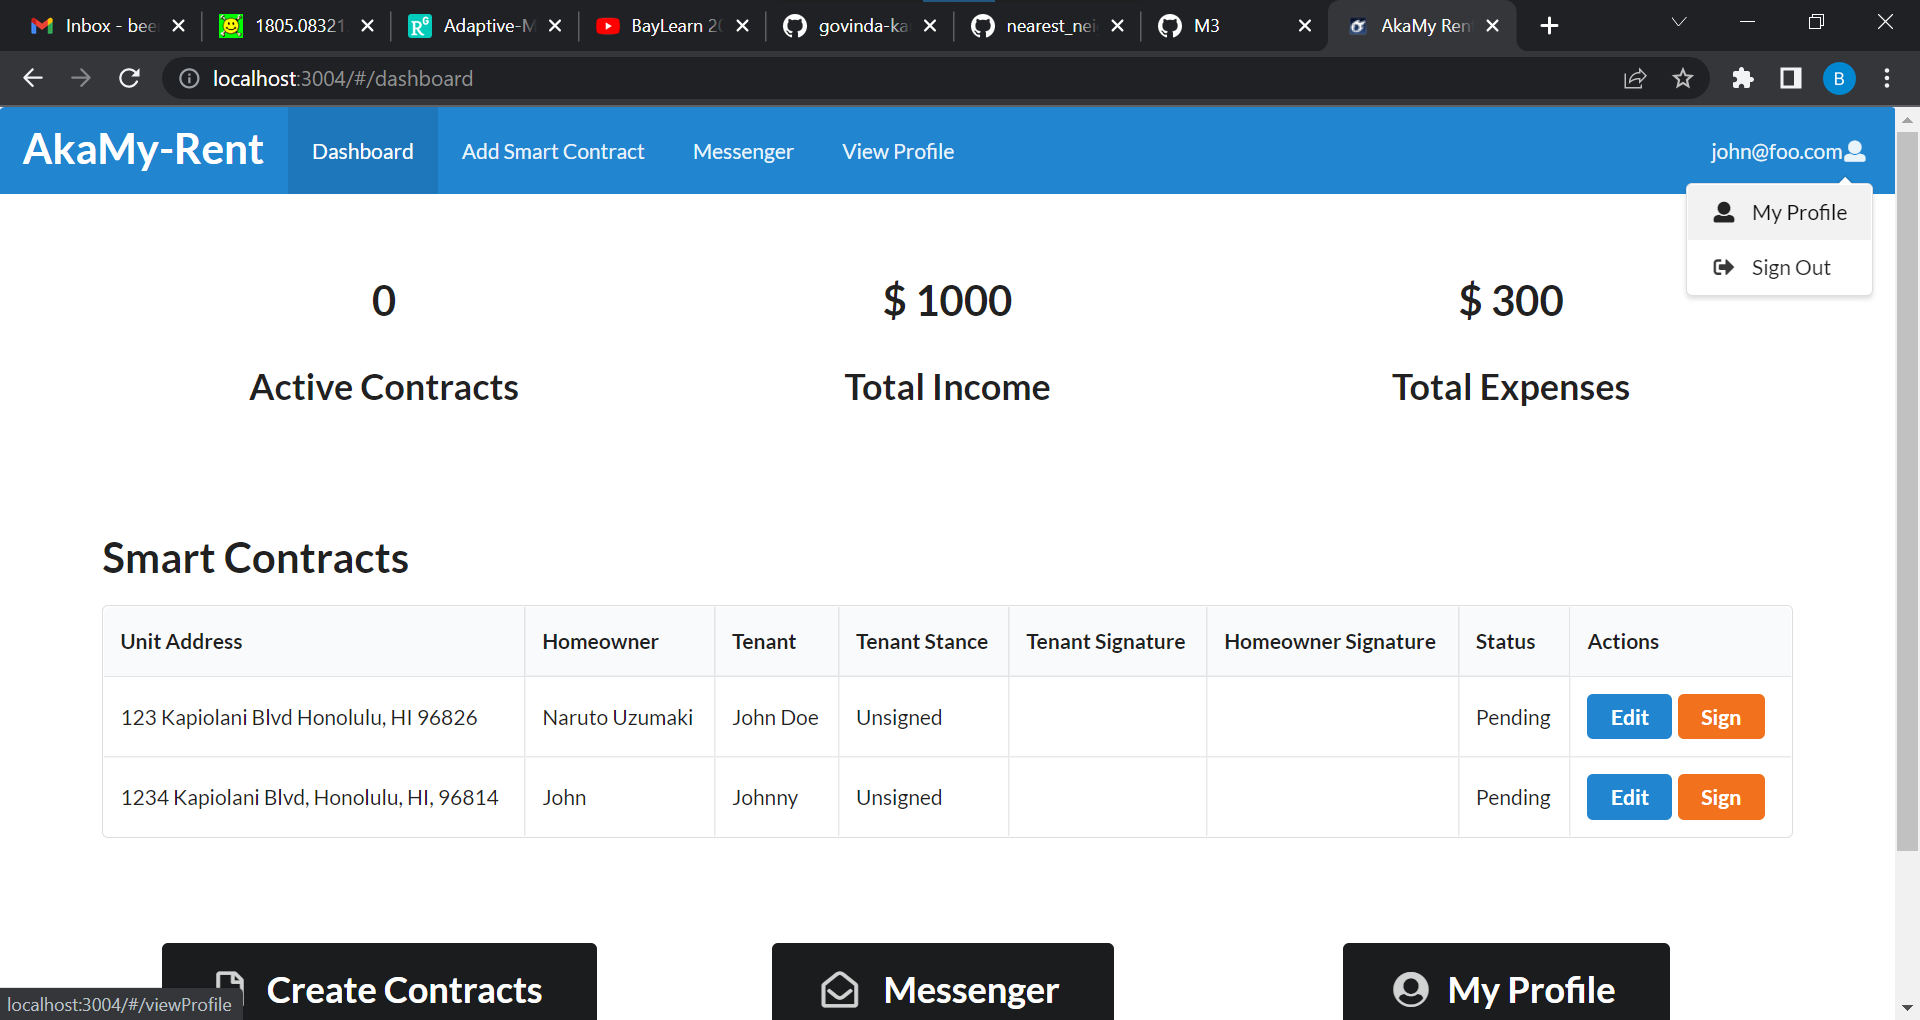 Inbox - bee 1805.08321 Adaptive-M BayLearn 20 govinda-ka nearest_nei M3 AkaMy Ren
localhost:3004/#/dashboard B
AkaMy-Rent Dashboard Add Smart Contract Messenger View Profile john@foo.com
My Profile
Sign Out
0 $ 1000 $ 300
Active Contracts Total Income Total Expenses
Smart Contracts
Unit Address Homeowner Tenant Tenant Stance Tenant Signature Homeowner Signature Status Actions
123 Kapiolani Blvd Honolulu, HI 96826 Naruto Uzumaki John Doe Unsigned Pending Edit Sign
1234 Kapiolani Blvd, Honolulu, HI, 96814 John Johnny Unsigned Pending Edit Sign
Create Contracts Messenger My Profile
localhost:3004/#/viewProfile